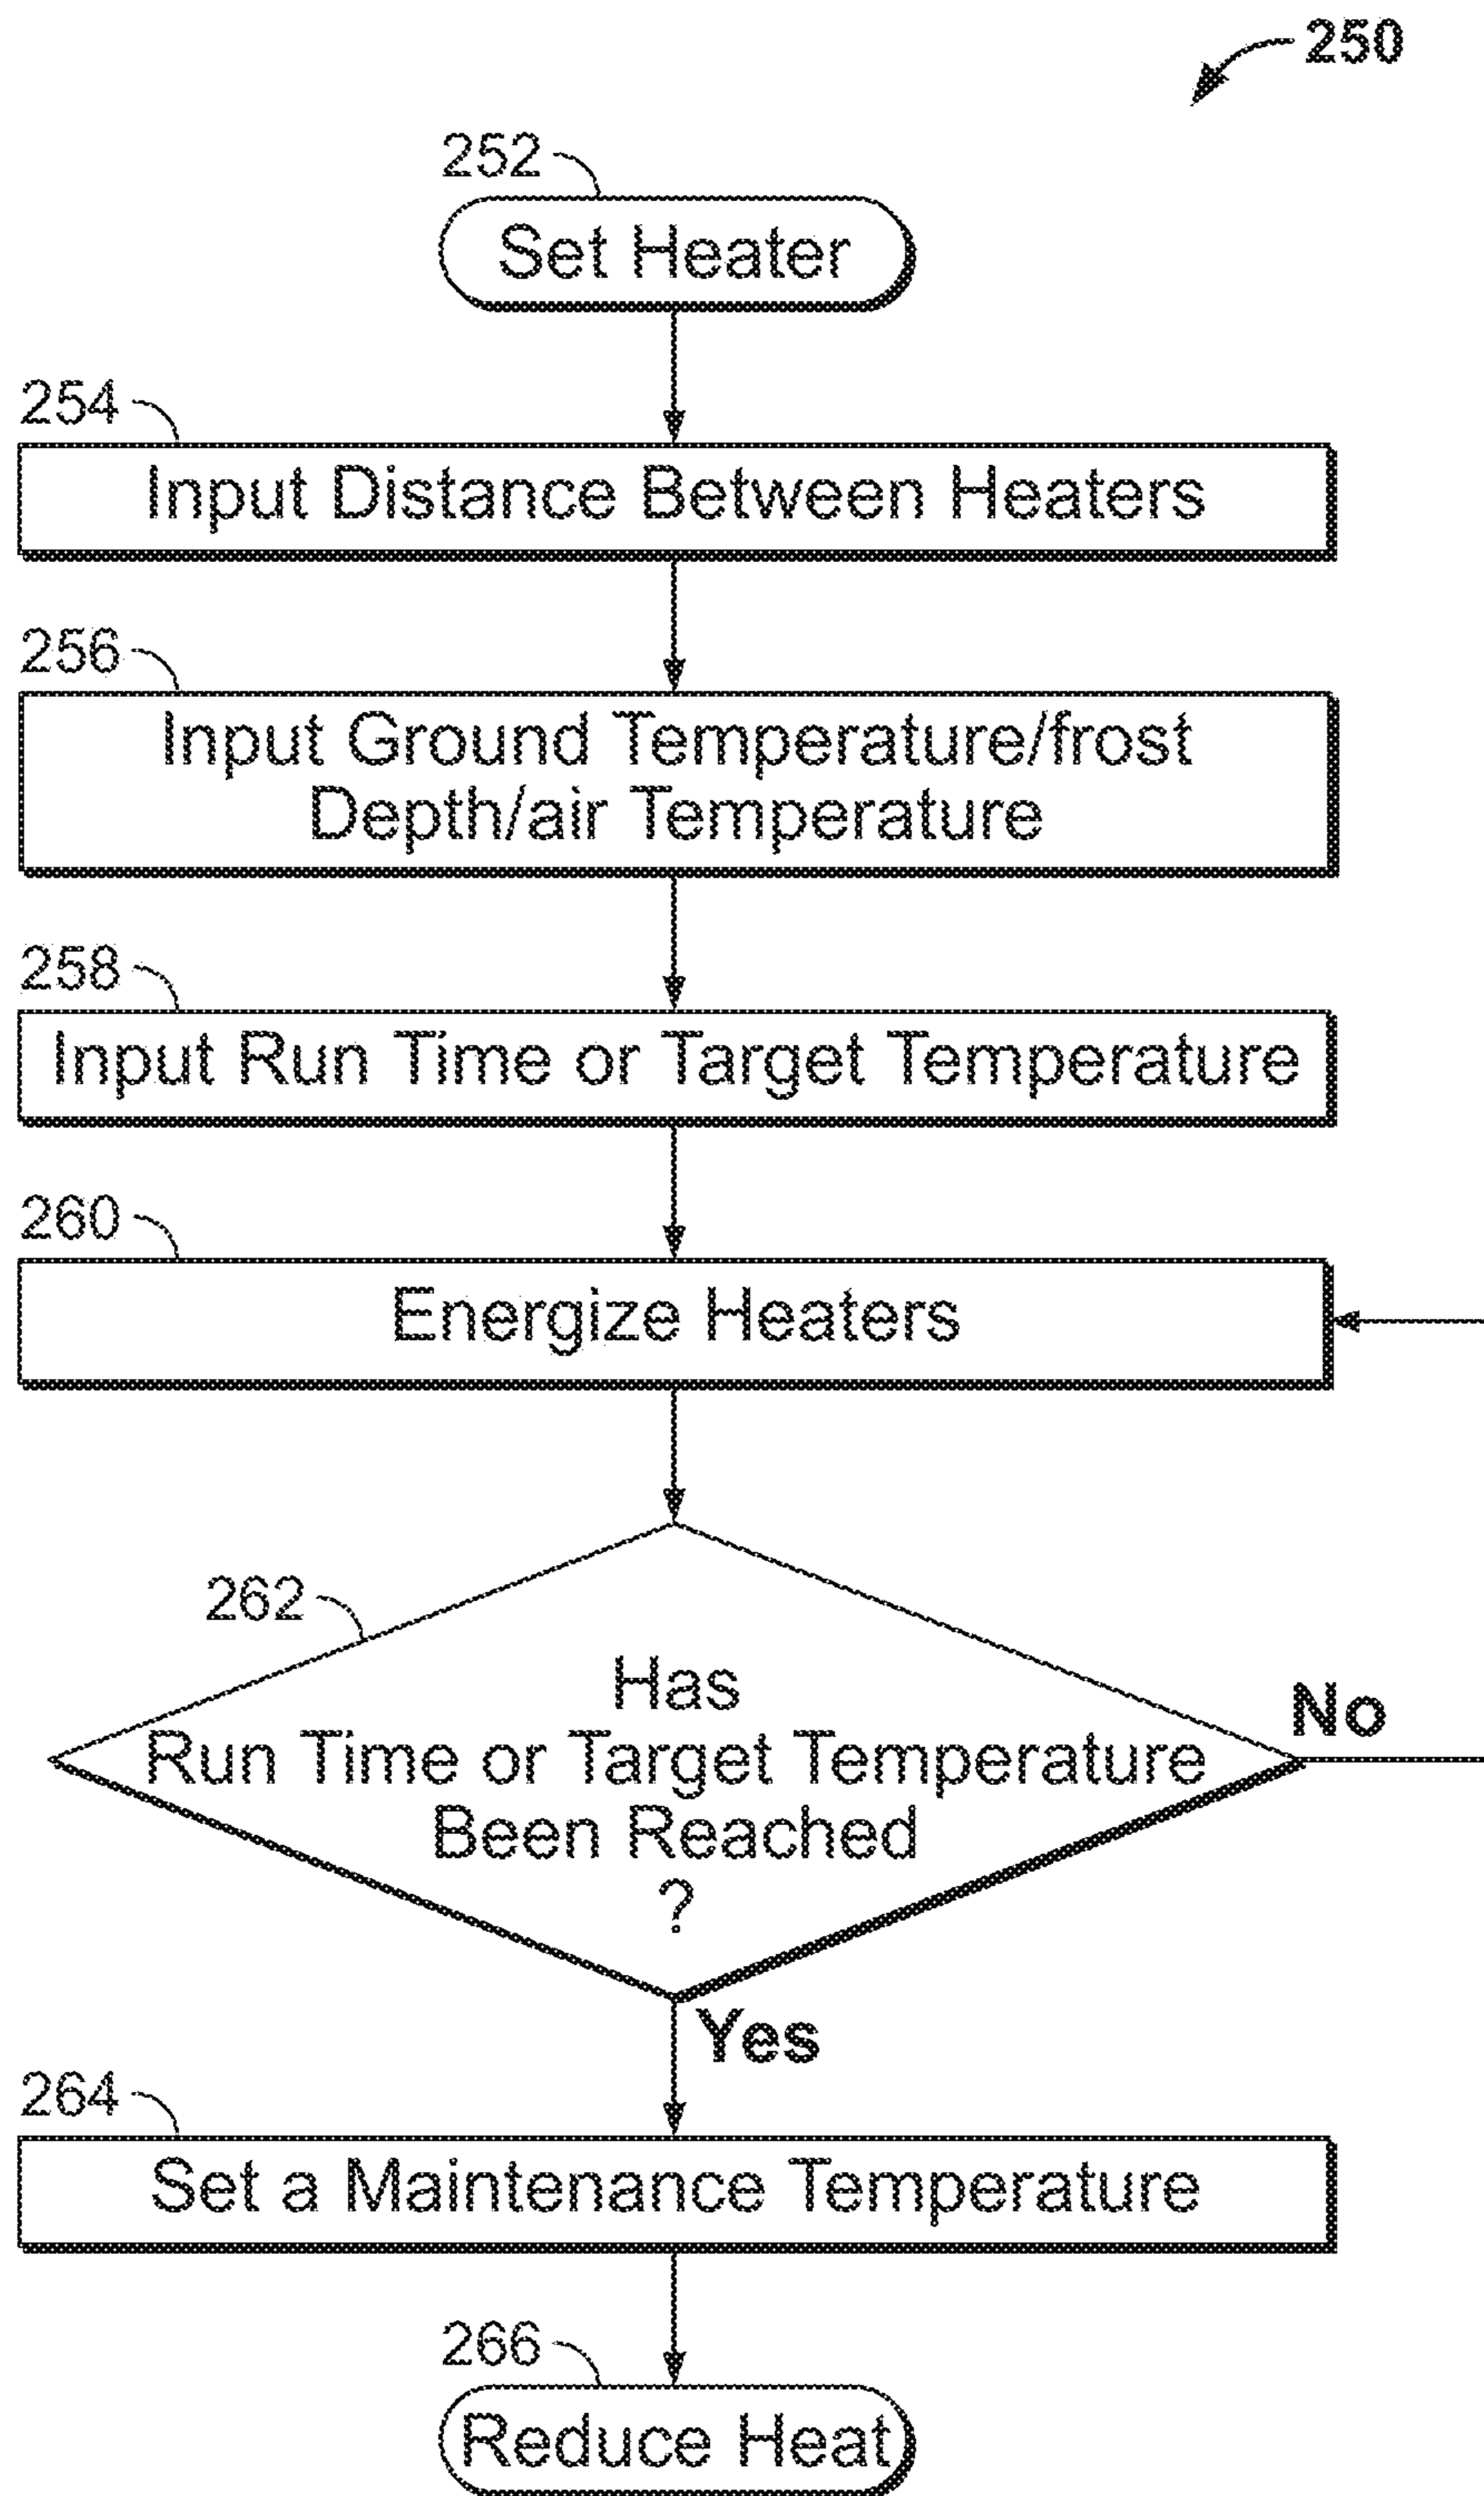 250
252
Set Heater
254
Input Distance Between Heaters
256
Input Ground Temperature/frost
Depth/air Temperature
258
Input Run Time or Target Temperature
260
Energize Heaters
262
Has
Run Time or Target Temperature
Been Reached
?
No
Yes
264
Set a Maintenance Temperature
266
Reduce Heat